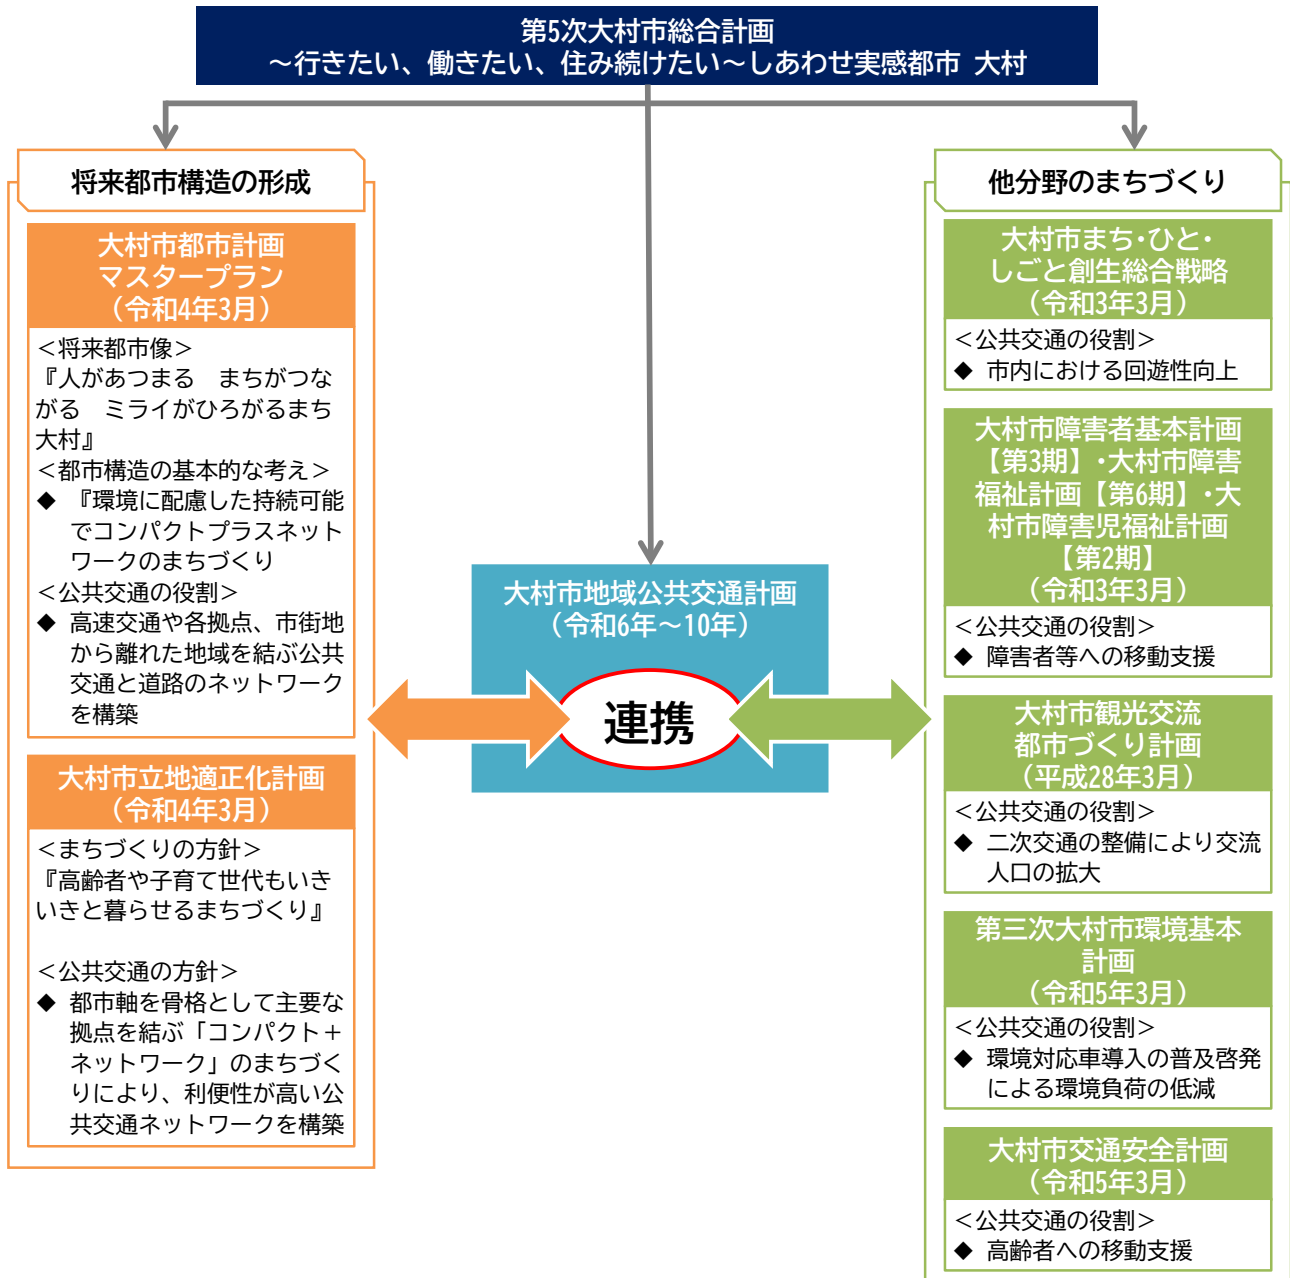 第5次大村市総合計画
～行きたい、働きたい、住み続けたい～しあわせ実感都市 大村
将来都市構造の形成
大村市都市計画
マスタープラン
（令和4年3月）
＜将来都市像＞
『人があつまる　まちがつな
がる　ミライがひろがるまち
大村』
＜都市構造の基本的な考え＞
◆ 『環境に配慮した持続可能
でコンパクトプラスネット
ワークのまちづくり
＜公共交通の役割＞
◆ 高速交通や各拠点、市街地
から離れた地域を結ぶ公共
交通と道路のネットワーク
を構築
大村市立地適正化計画
（令和4年3月）
＜まちづくりの方針＞
『高齢者や子育て世代もいき
いきと暮らせるまちづくり』
＜公共交通の方針＞
◆ 都市軸を骨格として主要な
拠点を結ぶ「コンパクト＋
ネットワーク」のまちづく
りにより、利便性が高い公
共交通ネットワークを構築
大村市地域公共交通計画
（令和6年～10年）
連携
他分野のまちづくり
大村市まち・ひと・
しごと創生総合戦略
（令和3年3月）
＜公共交通の役割＞
◆ 市内における回遊性向上
大村市障害者基本計画
【第3期】・大村市障害
福祉計画【第6期】・大
村市障害児福祉計画
【第2期】
（令和3年3月）
＜公共交通の役割＞
◆ 障害者等への移動支援
大村市観光交流
都市づくり計画
（平成28年3月）
＜公共交通の役割＞
◆ 二次交通の整備により交流
人口の拡大
第三次大村市環境基本
計画
（令和5年3月）
＜公共交通の役割＞
◆ 環境対応車導入の普及啓発
による環境負荷の低減
大村市交通安全計画
（令和5年3月）
＜公共交通の役割＞
◆ 高齢者への移動支援